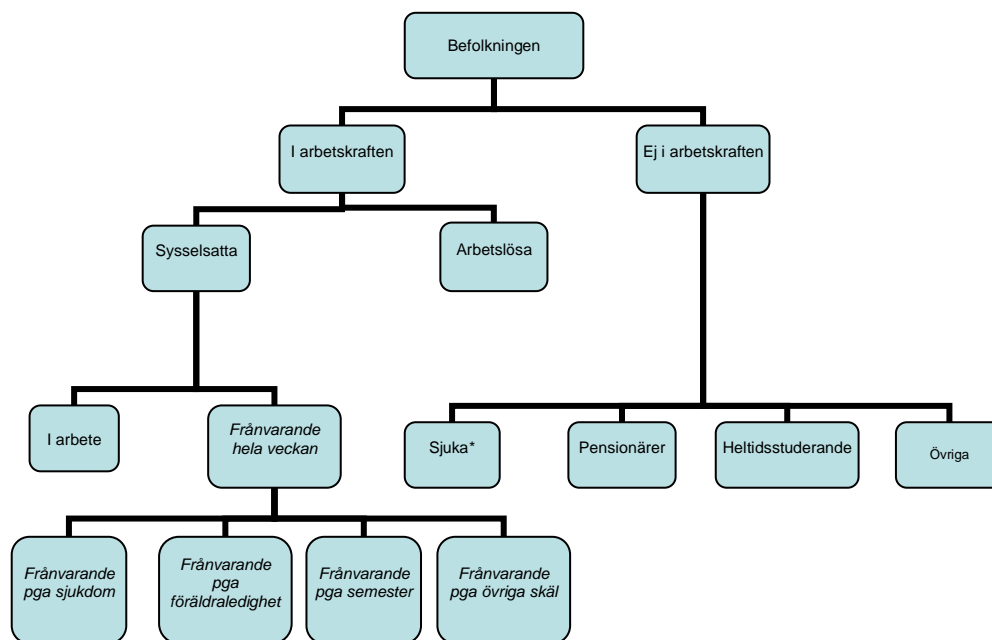 Befolkningen
I arbetskraften
Ej i arbetskraften
Sysselsatta
Arbetslösa
I arbete
Frånvarande
hela veckan
Sjuka*
Pensionärer
Heltidsstuderande
Övriga
Frånvarande
pga sjukdom
Frånvarande
pga
föräldraledighet
Frånvarande
pga semester
Frånvarande
pga övriga skäl